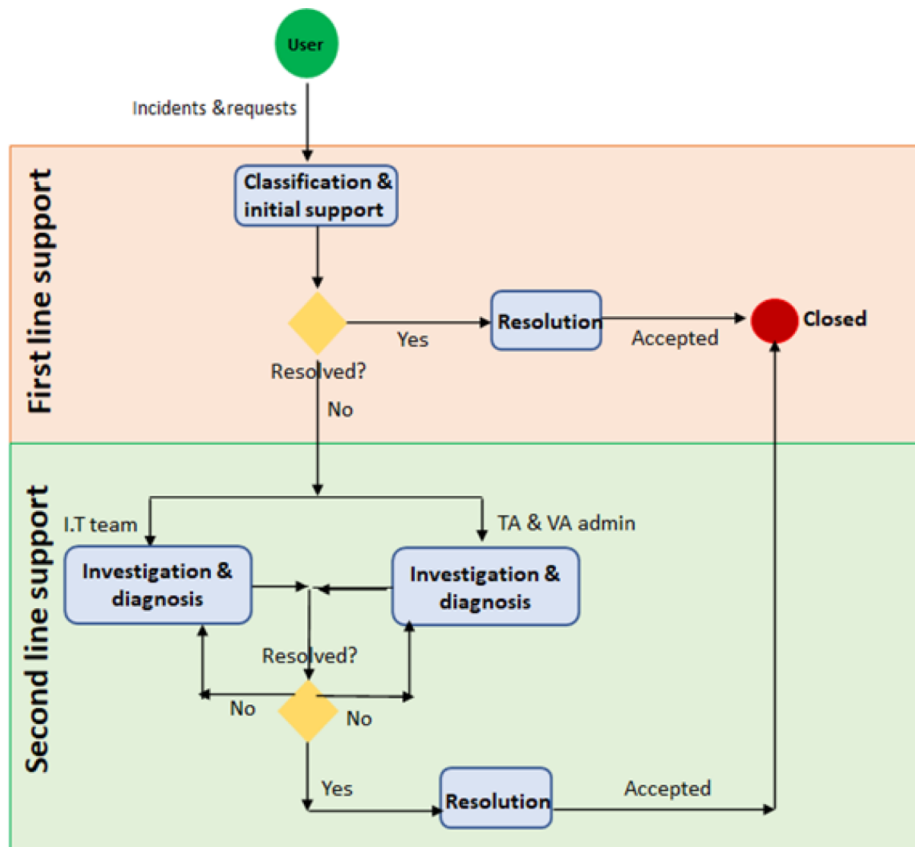 User
Incidents &requests
First line support
Classification &
initial support
Resolved?
Yes
Resolution
Accepted
Closed
No
Second line support
I.T team
TA & VA admin
Investigation &
diagnosis
Investigation &
diagnosis
Resolved?
No
No
Yes
Resolution
Accepted